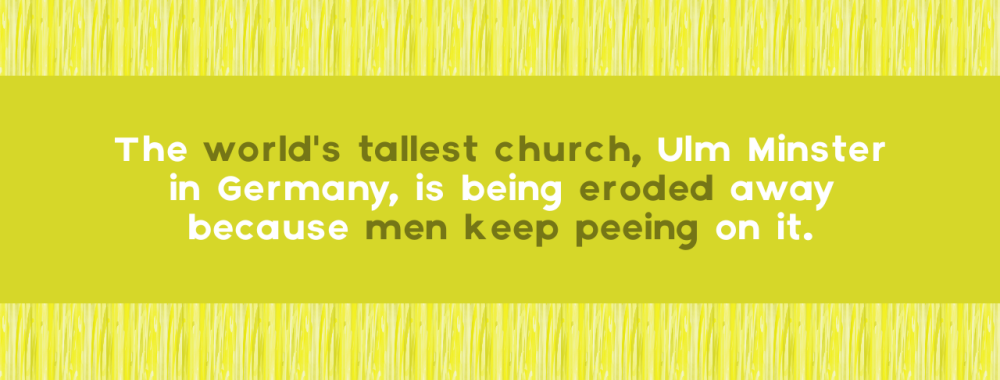 The world's tallest church, Ulm Minster
in Germany, is being eroded away
because men keep peeing on it.